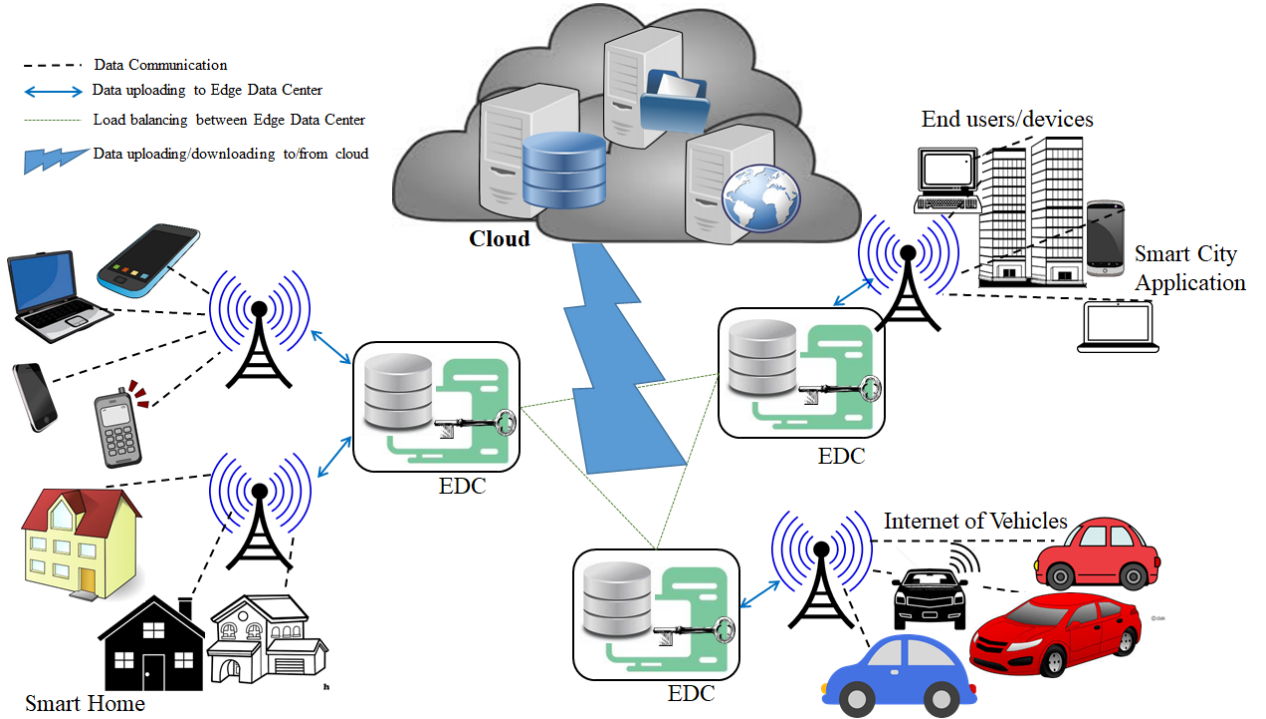 Data Communication
Data uploading to Edge Data Center
Load balancing between Edge Data Center
Data uploading/downloading to/from cloud
Cloud
End users/devices
Smart City
Application
EDC
EDC
Internet of Vehicles
EDC
Smart Home
h